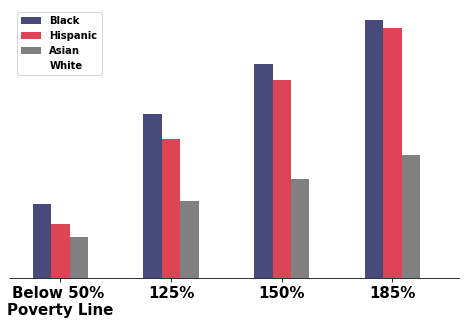 Black
Hispanic
Asian
White
Below 50%
Poverty Line
125%
150%
185%